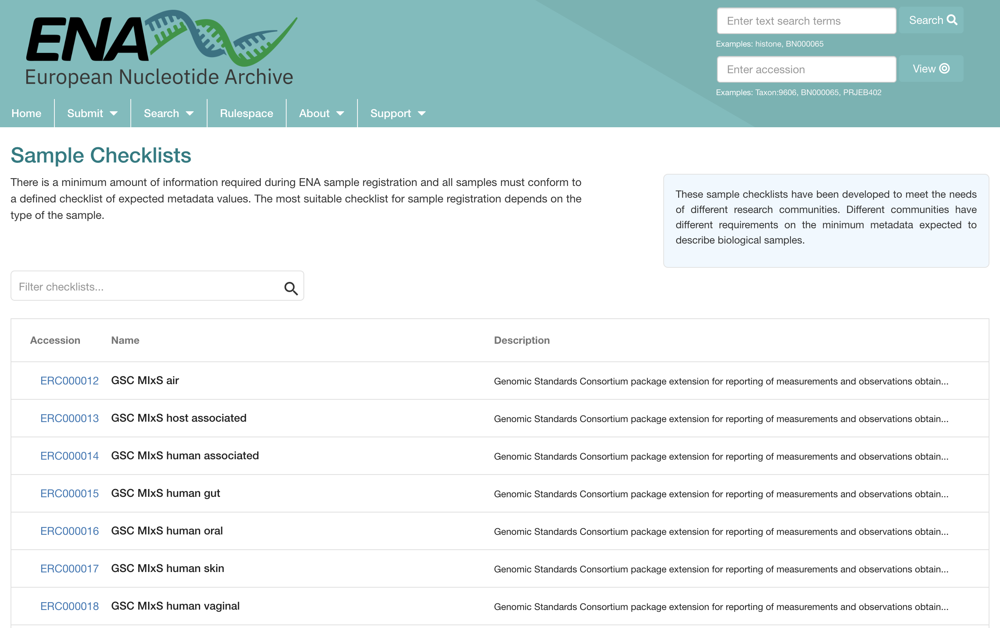 ENA
European Nucleotide Archive
Enter text search terms
Search
Examples: histone, BN000065
Enter accession
View
Examples: Taxon:9606, BN000065, PRJEB402
Home
Submit
Search
Rulespace
About
Support
Sample Checklists
There is a minimum amount of information required during ENA sample registration and all samples must conform to
a defined checklist of expected metadata values. The most suitable checklist for sample registration depends on the
type of the sample.
These sample checklists have been developed to meet the needs
of different research communities. Different communities have
different requirements on the minimum metadata expected to
describe biological samples.
Filter checklists...
Accession Name Description
ERC000012 GSC MIxS air Genomic Standards Consortium package extension for reporting of measurements and observations obtain...
ERC000013 GSC MIxS host associated Genomic Standards Consortium package extension for reporting of measurements and observations obtain...
ERC000014 GSC MIxS human associated Genomic Standards Consortium package extension for reporting of measurements and observations obtain...
ERC000015 GSC MIxS human gut Genomic Standards Consortium package extension for reporting of measurements and observations obtain...
ERC000016 GSC MIxS human oral Genomic Standards Consortium package extension for reporting of measurements and observations obtain...
ERC000017 GSC MIxS human skin Genomic Standards Consortium package extension for reporting of measurements and observations obtain...
ERC000018 GSC MIxS human vaginal Genomic Standards Consortium package extension for reporting of measurements and observations obtain...